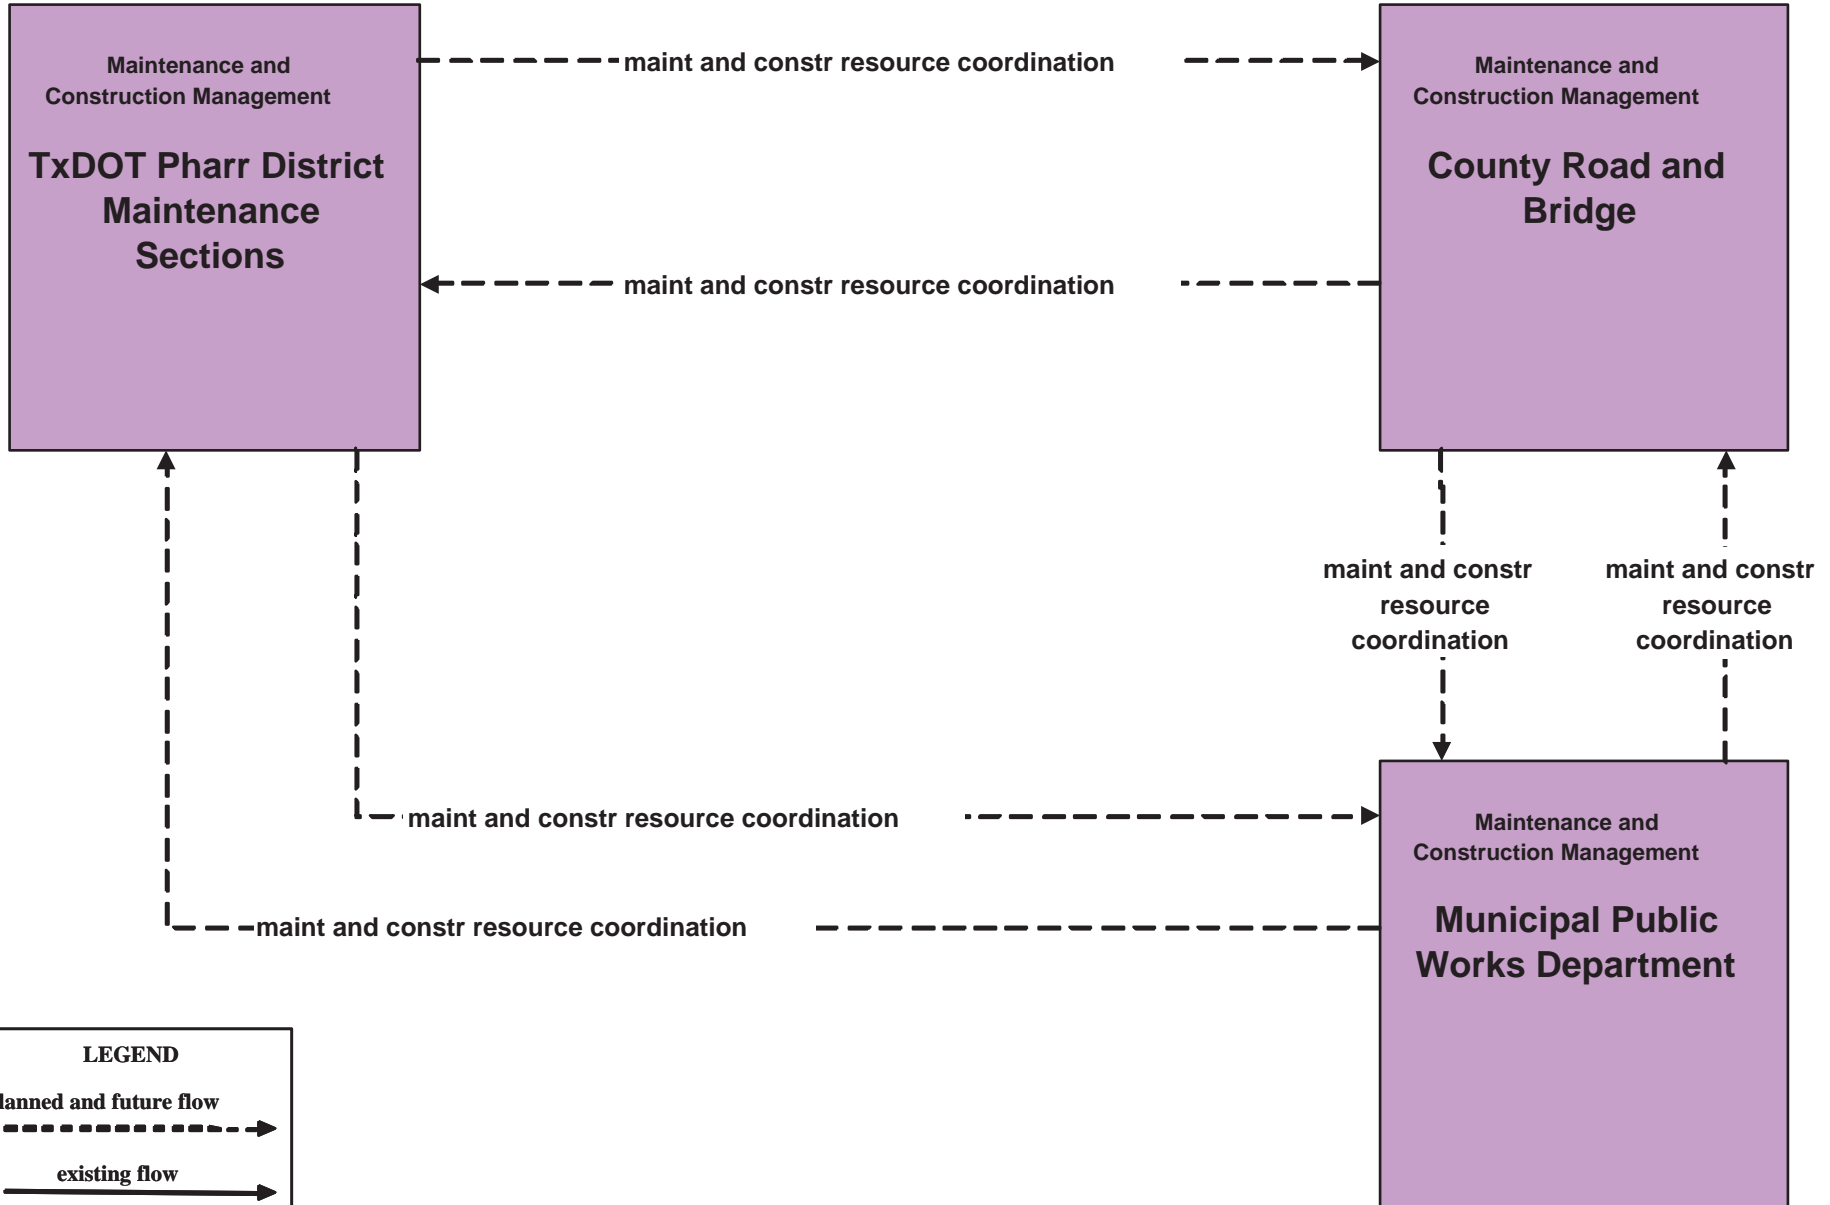 Maintenance and
Construction Management
TxDOT Pharr District
Maintenance
Sections
maint and constr resource coordination
Maintenance and
Construction Management
County Road and
Bridge
maint and constr resource coordination
maint and constr
resource
coordination
maint and constr
resource
coordination
maint and constr resource coordination
maint and constr resource coordination
Maintenance and
Construction Management
Municipal Public
Works Department
LEGEND
lanned and future flow
existing flow